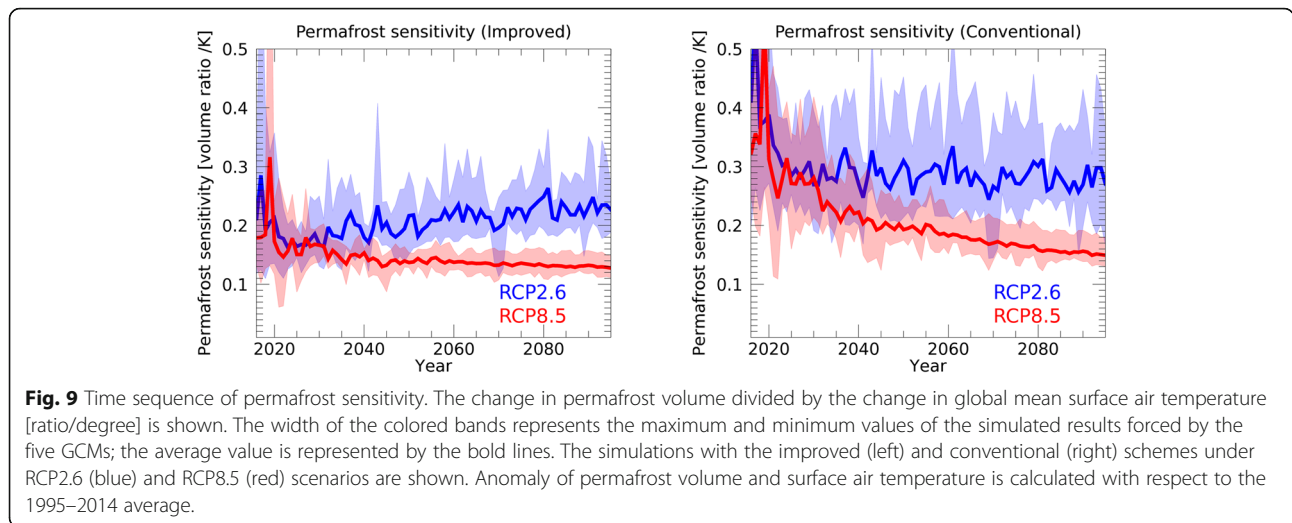 Permafrost sensitivity (Improved)
Permafrost sensitivity [volume ratio /K]
0.5
0.4
0.3
0.2
0.1
RCP2.6
RCP8.5
2020 2040 2060 2080
Year
Permafrost sensitivity (Conventional)
Permafrost sensitivity [volume ratio /K]
0.5
0.4
0.3
0.2
0.1
RCP2.6
RCP8.5
2020 2040 2060 2080
Year
Fig. 9 Time sequence of permafrost sensitivity. The change in permafrost volume divided by the change in global mean surface air temperature
[ratio/degree] is shown. The width of the colored bands represents the maximum and minimum values of the simulated results forced by the
five GCMs; the average value is represented by the bold lines. The simulations with the improved (left) and conventional (right) schemes under
RCP2.6 (blue) and RCP8.5 (red) scenarios are shown. Anomaly of permafrost volume and surface air temperature is calculated with respect to the
1995–2014 average.